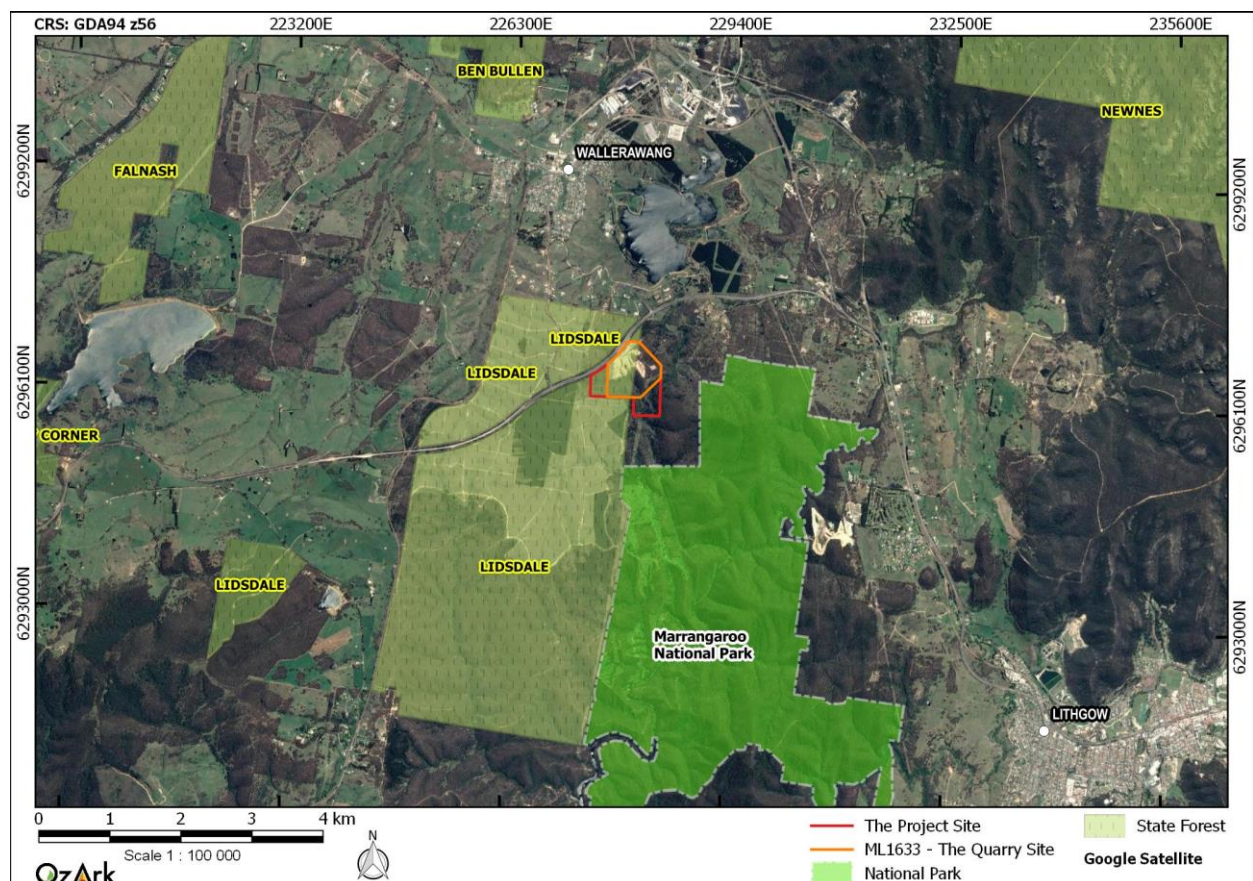 CRS: GDA94 z56
223200E
226300E
229400E
232500E
235600E
6299200N
6299200N
BEN BULLEN
NEWNES
FALNASH
WALLERAWANG
LIDSDALE
LIDSDALE
6296100N
6296100N
CORNER
LIDSDALE
LIDSDALE
6293000N
6293000N
Marrangaroo
National Park
LITHGOW
0 1 2 3 4 km
Scale 1 : 100 000
N
OzArk
The Project Site
ML1633 - The Quarry Site
National Park
State Forest
Google Satellite